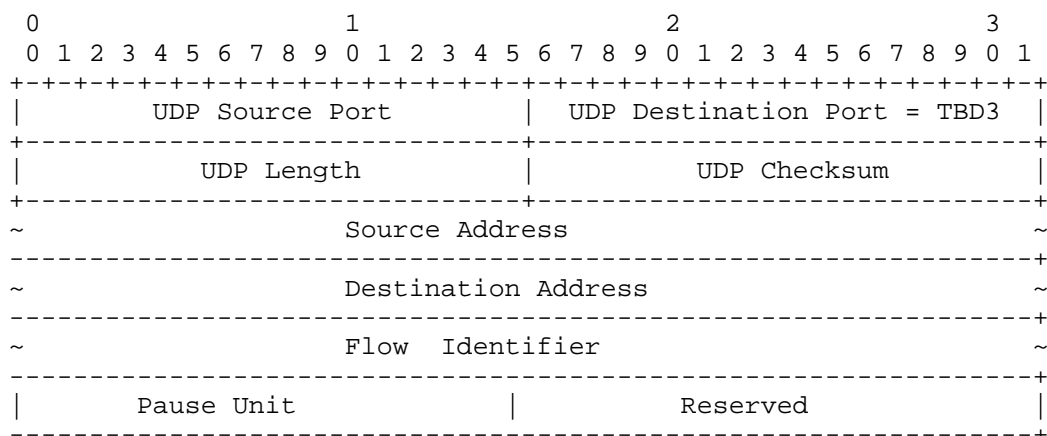 0                   1                   2                   3
0 1 2 3 4 5 6 7 8 9 0 1 2 3 4 5 6 7 8 9 0 1 2 3 4 5 6 7 8 9 0 1
+-+-+-+-+-+-+-+-+-+-+-+-+-+-+-+-+-+-+-+-+-+-+-+-+-+-+-+-+-+-+-+-+
|        UDP Source Port        |  UDP Destination Port = TBD3  |
+-------------------------------+-------------------------------+
|           UDP Length          |          UDP Checksum         |
+-------------------------------+-------------------------------+
~                    Source Address                             ~
----------------------------------------------------------------+
~                    Destination Address                        ~
----------------------------------------------------------------+
~                    Flow  Identifier                           ~
----------------------------------------------------------------+
|       Pause Unit             |          Reserved              |
----------------------------------------------------------------+